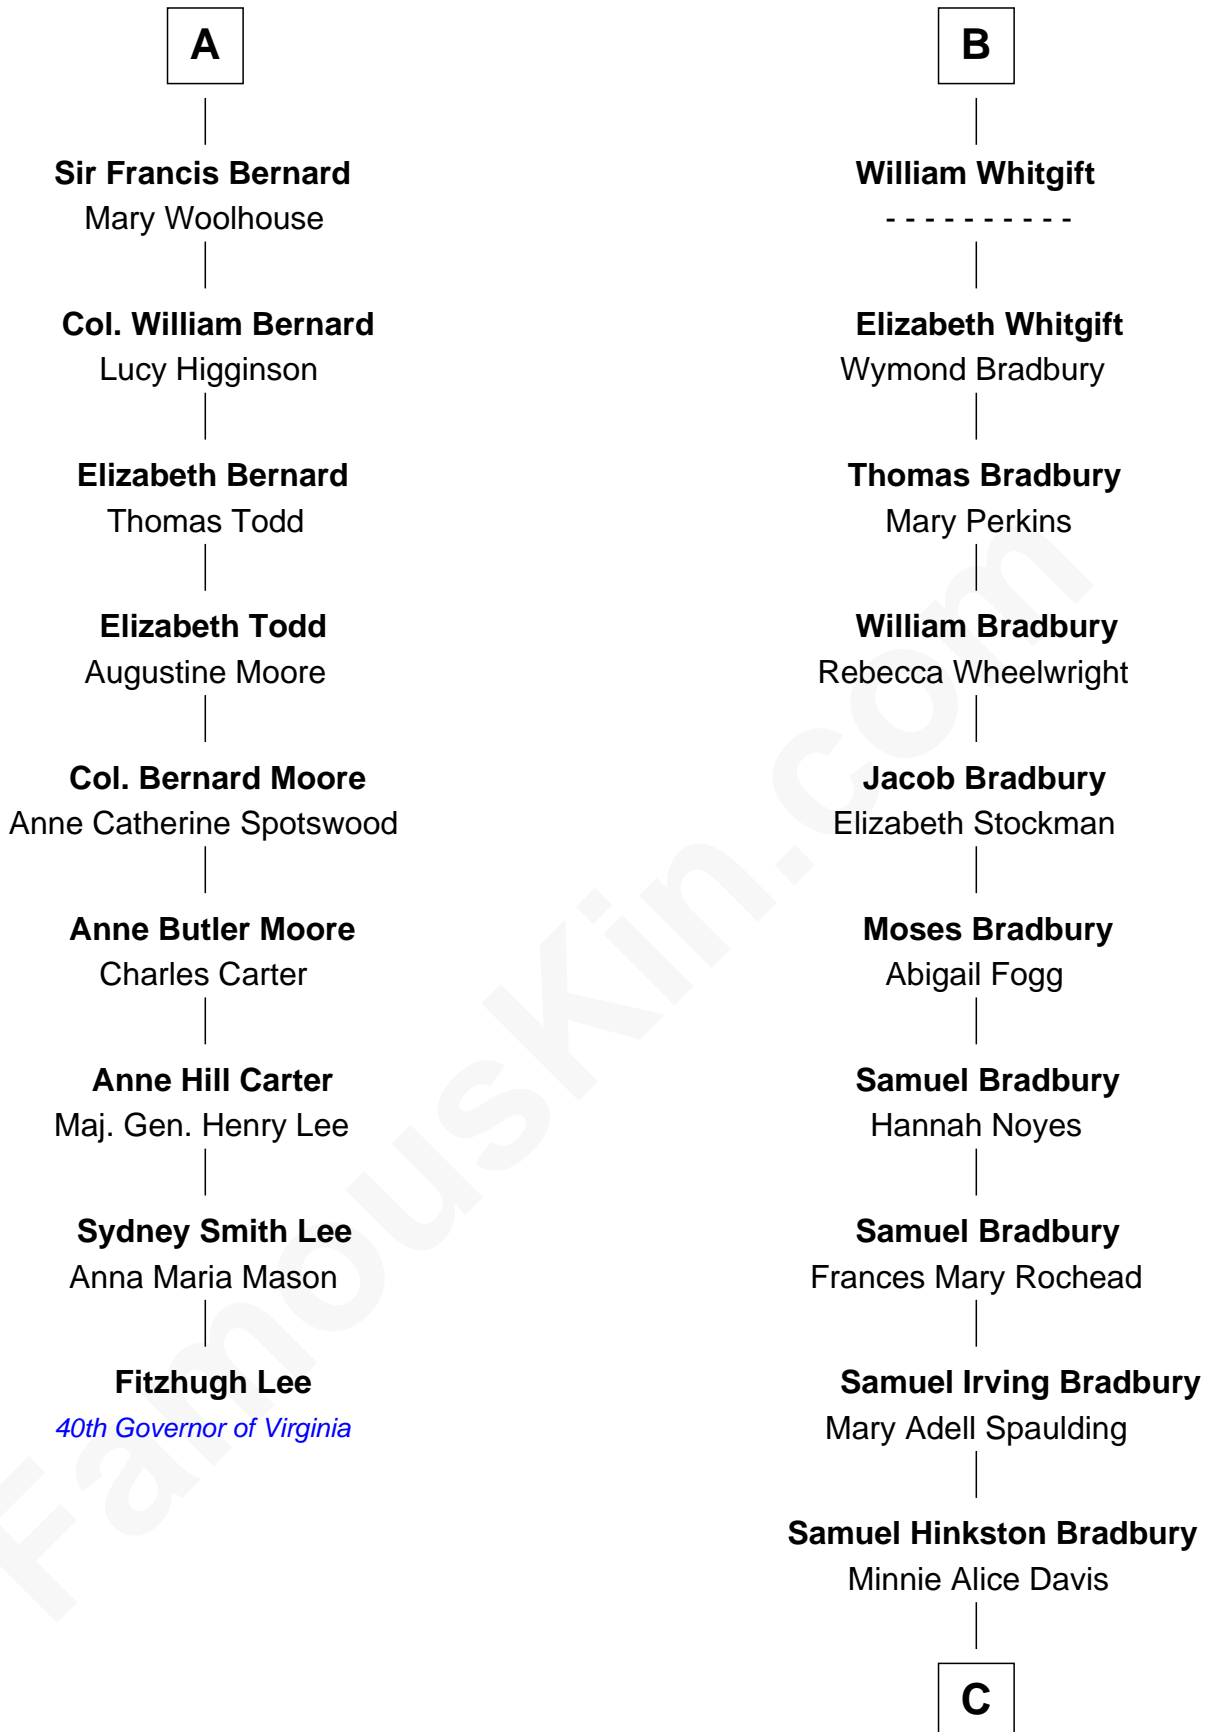 A
Sir Francis Bernard
Mary Woolhouse
Col. William Bernard
Lucy Higginson
Elizabeth Bernard
Thomas Todd
Elizabeth Todd
Augustine Moore
Col. Bernard Moore
Anne Catherine Spotswood
Anne Butler Moore
Charles Carter
Anne Hill Carter
Maj. Gen. Henry Lee
Sydney Smith Lee
Anna Maria Mason
Fitzhugh Lee
40th Governor of Virginia
B
William Whitgift
- - - - - - - - - -
Elizabeth Whitgift
Wymond Bradbury
Thomas Bradbury
Mary Perkins
William Bradbury
Rebecca Wheelwright
Jacob Bradbury
Elizabeth Stockman
Moses Bradbury
Abigail Fogg
Samuel Bradbury
Hannah Noyes
Samuel Bradbury
Frances Mary Rochead
Samuel Irving Bradbury
Mary Adell Spaulding
Samuel Hinkston Bradbury
Minnie Alice Davis
C
FamousKin.com